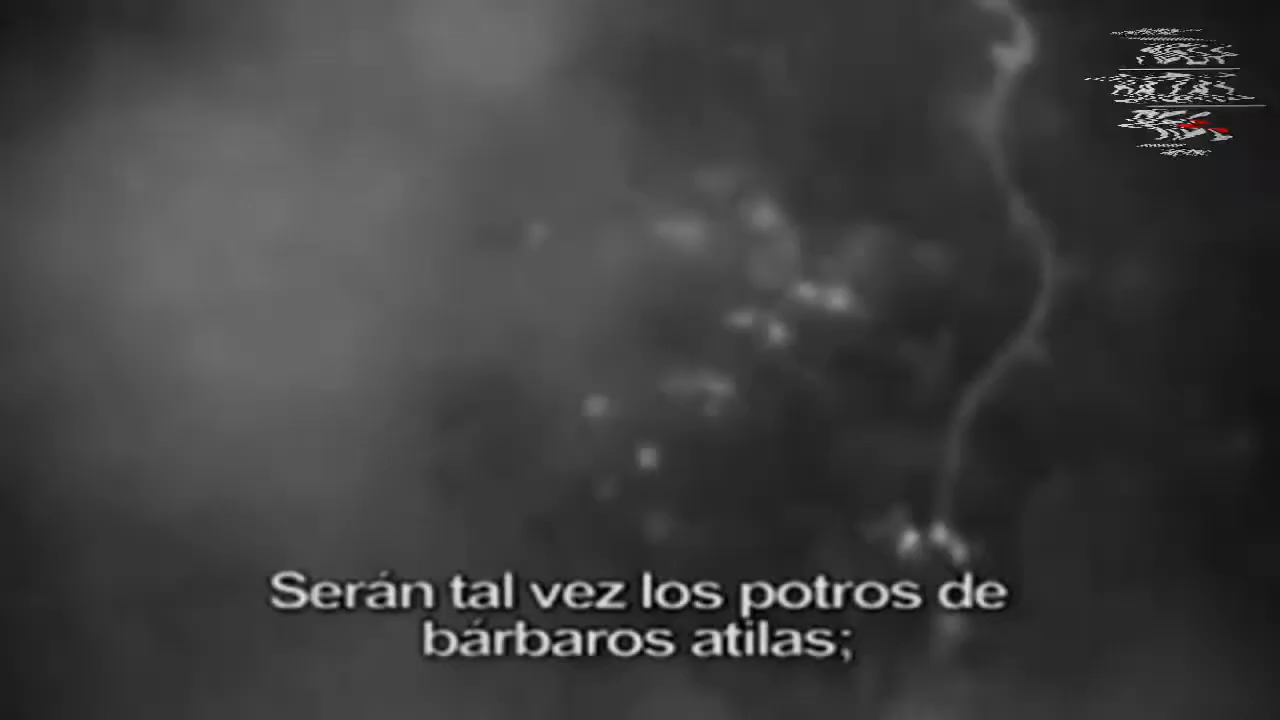 Serán tal vez los potros de
bárbaros atilas;